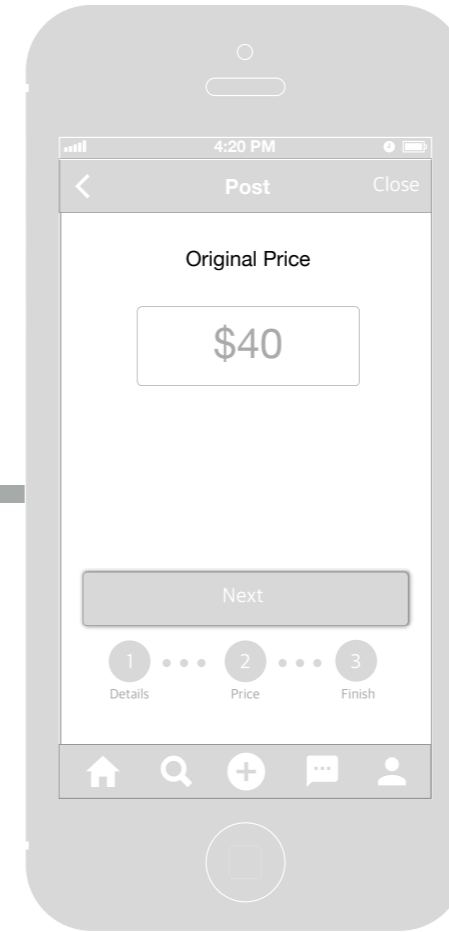 4:20 PM
Post Close
Original Price
$40
Next
1 2 3
Details Price Finish